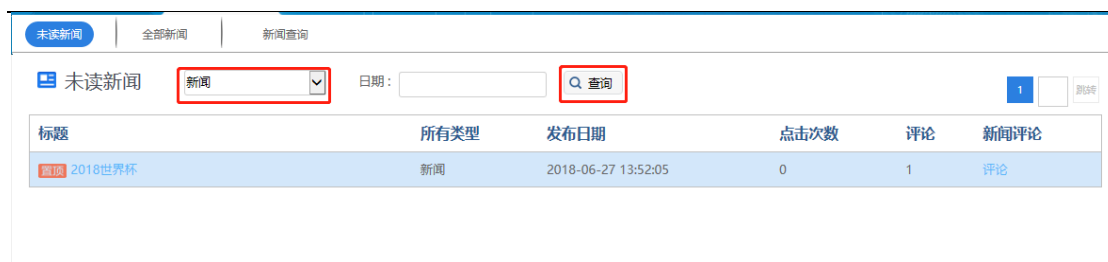 未读新闻 全部新闻 新闻查询
未读新闻 新闻 日期： 查询 1 跳转
标题 所有类型 发布日期 点击次数 评论 新闻评论
置顶 2018世界杯 新闻 2018-06-27 13:52:05 0 1 评论